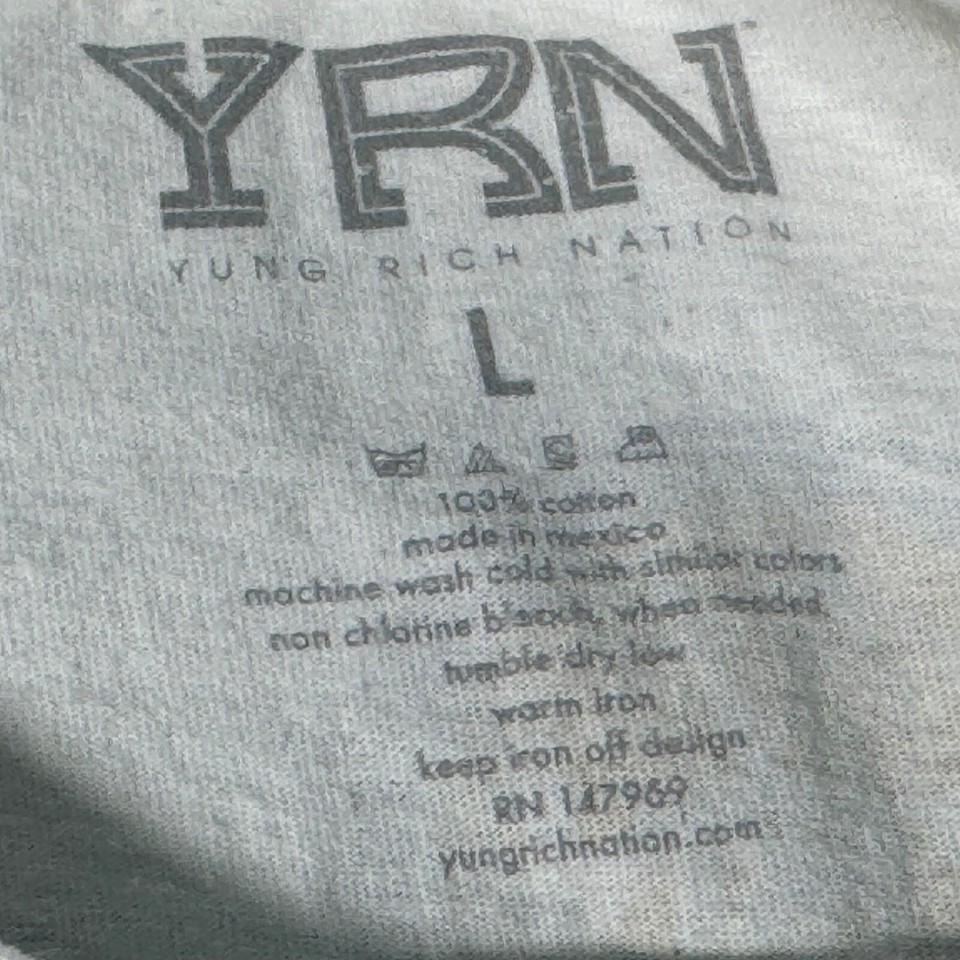 YRN
YUNG RICH NATION
L
100% cotton
made in mexico
machine wash cold with similar colors
non chlorine bleach, when needed
tumble dry low
warm iron
keep iron off design
RN 147969
yungrichnation.com